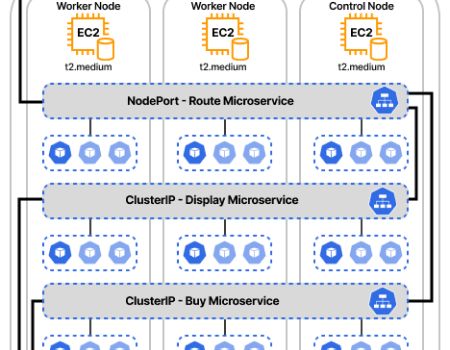 Worker Node
Worker Node
Control Node
EC2
EC2
EC2
t2.medium
t2.medium
t2.medium
NodePort - Route Microservice
ClusterIP - Display Microservice
ClusterIP - Buy Microservice